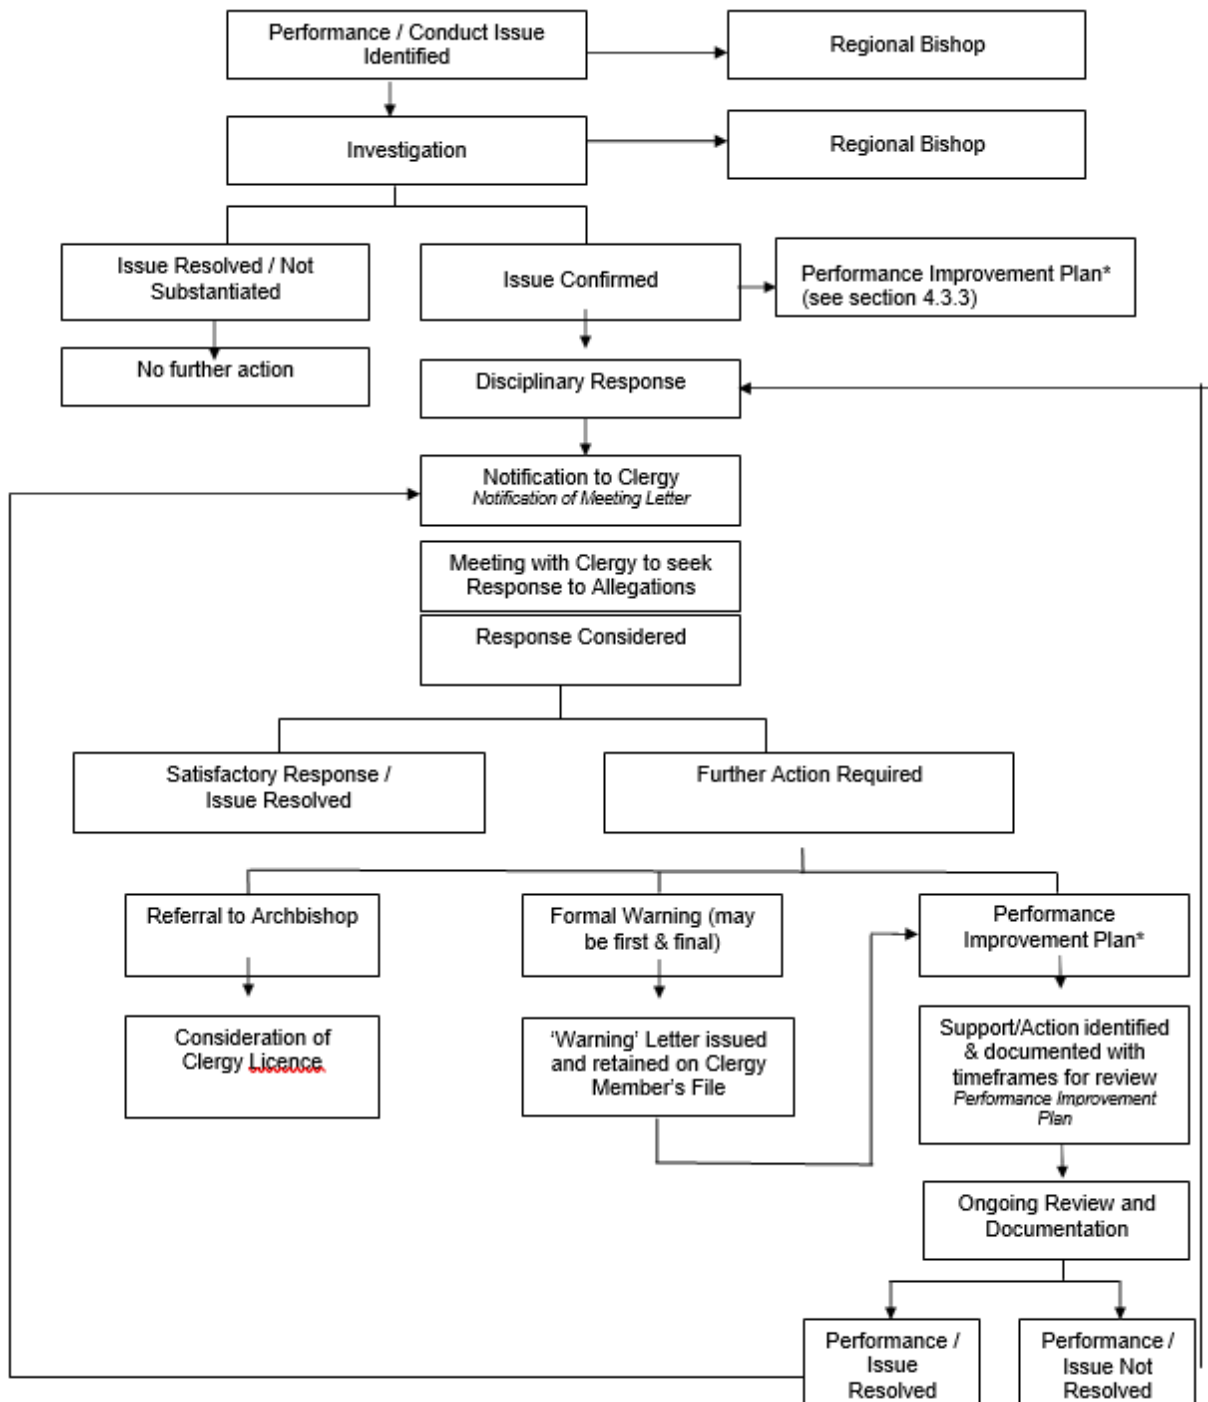 Performance / Conduct Issue
Identified
Regional Bishop
Investigation
Regional Bishop
Issue Resolved / Not
Substantiated
Issue Confirmed
Performance Improvement Plan*
(see section 4.3.3)
No further action
Disciplinary Response
Notification to Clergy
Notification of Meeting Letter
Meeting with Clergy to seek
Response to Allegations
Response Considered
Satisfactory Response /
Issue Resolved
Further Action Required
Referral to Archbishop
Formal Warning (may
be first & final)
Performance
Improvement Plan*
Consideration of
Clergy Licence
‘Warning’ Letter issued
and retained on Clergy
Member’s File
Support/Action identified
& documented with
timeframes for review
Performance Improvement
Plan
Ongoing Review and
Documentation
Performance /
Issue
Resolved
Performance /
Issue Not
Resolved